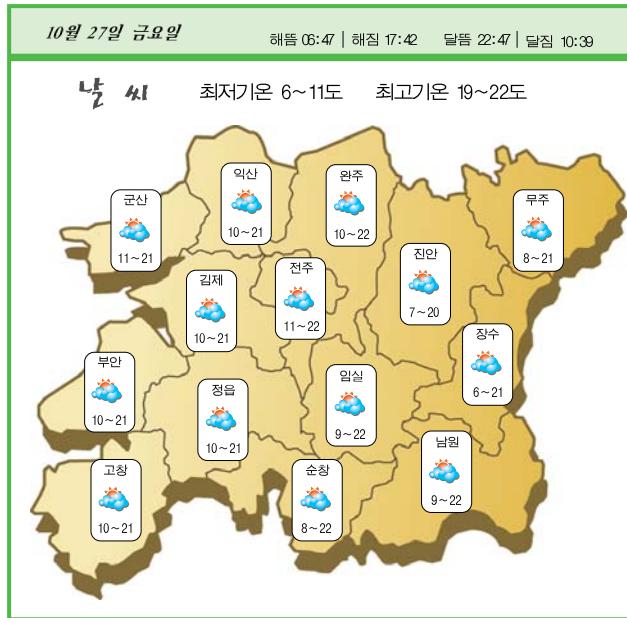 10월 27일 금요일
해뜸 06:47 | 해짐 17:42 달뜸 22:47 | 달짐 10:39
날 씨 최저기온 6~11도 최고기온 19~22도
익산
10~21
완주
10~22
군산
11~21
무주
8~21
진안
7~20
전주
11~22
김제
10~21
장수
6~21
부안
10~21
임실
9~22
정읍
10~21
남원
9~22
고창
10~21
순창
8~22